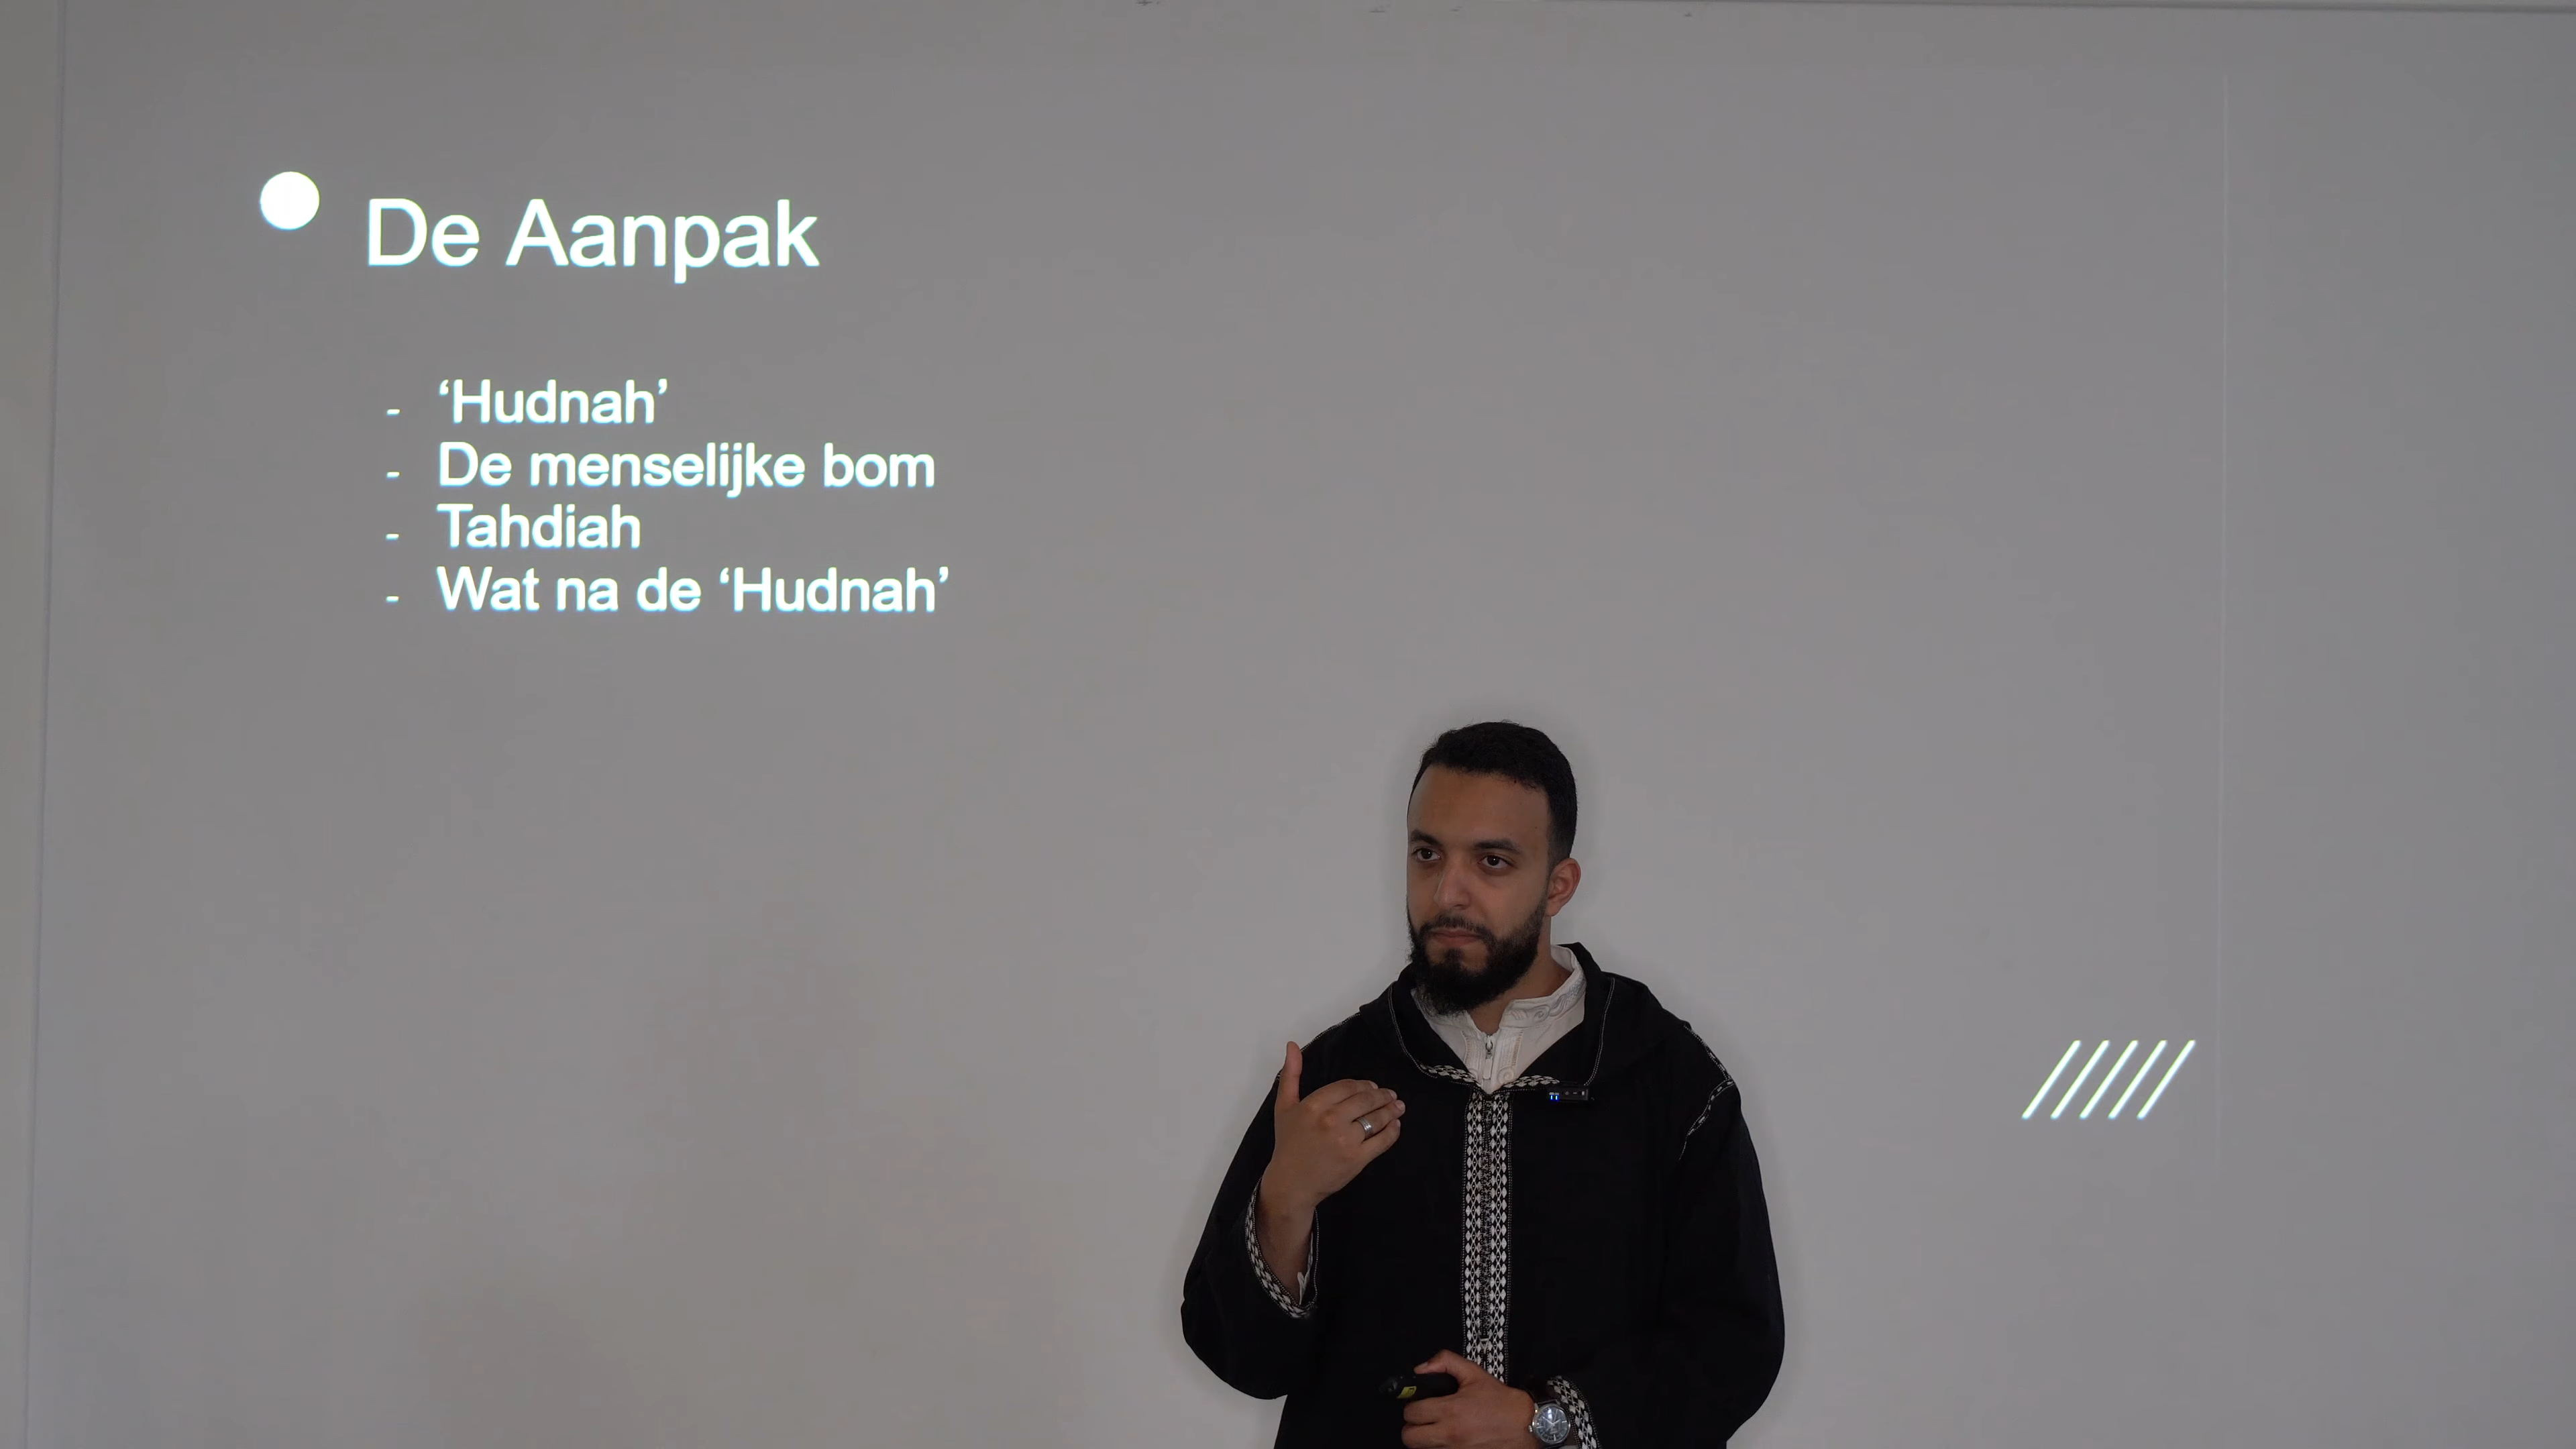 De Aanpak
- ‘Hudnah’
- De menselijke bom
- Tahdiah
- Wat na de ‘Hudnah’